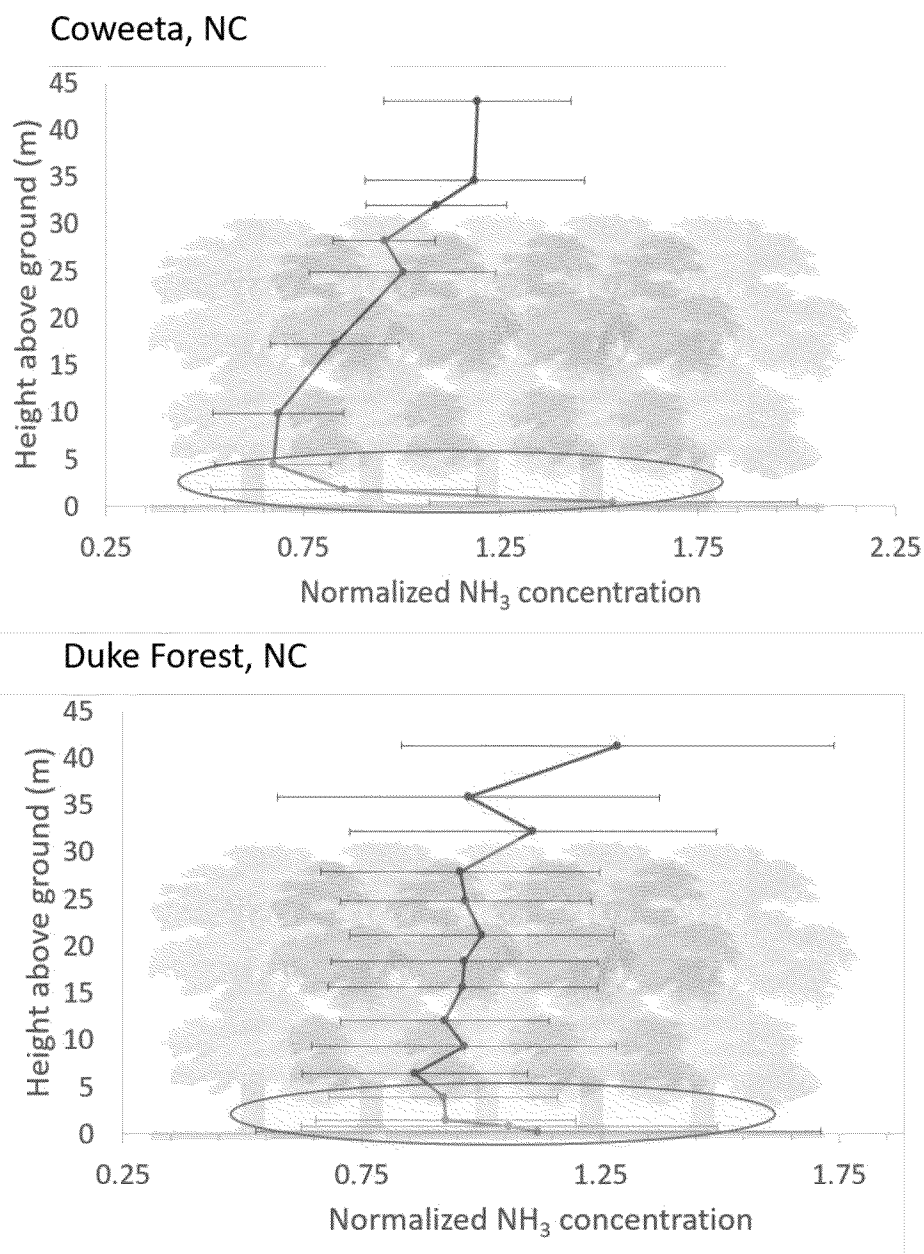 Coweeta, NC
45
40
35
30
25
20
15
10
5
0
Height above ground (m)
0.25 0.75 1.25 1.75 2.25
Normalized NH₃ concentration
Duke Forest, NC
45
40
35
30
25
20
15
10
5
0
Height above ground (m)
0.25 0.75 1.25 1.75
Normalized NH₃ concentration